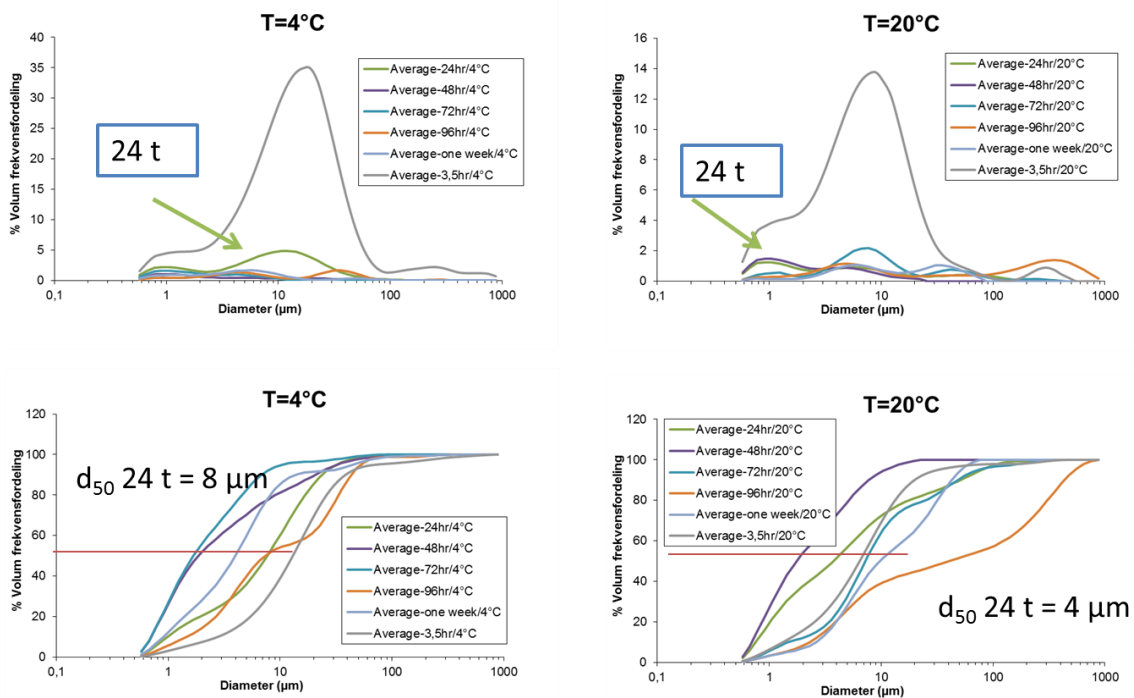 T=4°C
% Volum frekvensfordeling
40
35
30
25
20
15
10
5
0
0,1
1
10
100
1000
Diameter (µm)
Average-24hr/4°C
Average-48hr/4°C
Average-72hr/4°C
Average-96hr/4°C
Average-one week/4°C
Average-3,5hr/4°C
24 t
T=20°C
% Volum frekvensfordeling
16
14
12
10
8
6
4
2
0
0,1
1
10
100
1000
Diameter (µm)
Average-24hr/20°C
Average-48hr/20°C
Average-72hr/20°C
Average-96hr/20°C
Average-one week/20°C
Average-3,5hr/20°C
24 t
T=4°C
% Volum frekvensfordeling
120
100
80
60
40
20
0
0,1
1
10
100
1000
Diameter (µm)
d50 24 t = 8 µm
Average-24hr/4°C
Average-48hr/4°C
Average-72hr/4°C
Average-96hr/4°C
Average-one week/4°C
Average-3,5hr/4°C
T=20°C
% Volum frekvensfordeling
120
100
80
60
40
20
0
0,1
1
10
100
1000
Diameter (µm)
Average-24hr/20°C
Average-48hr/20°C
Average-72hr/20°C
Average-96hr/20°C
Average-one week/20°C
Average-3,5hr/20°C
d50 24 t = 4 µm